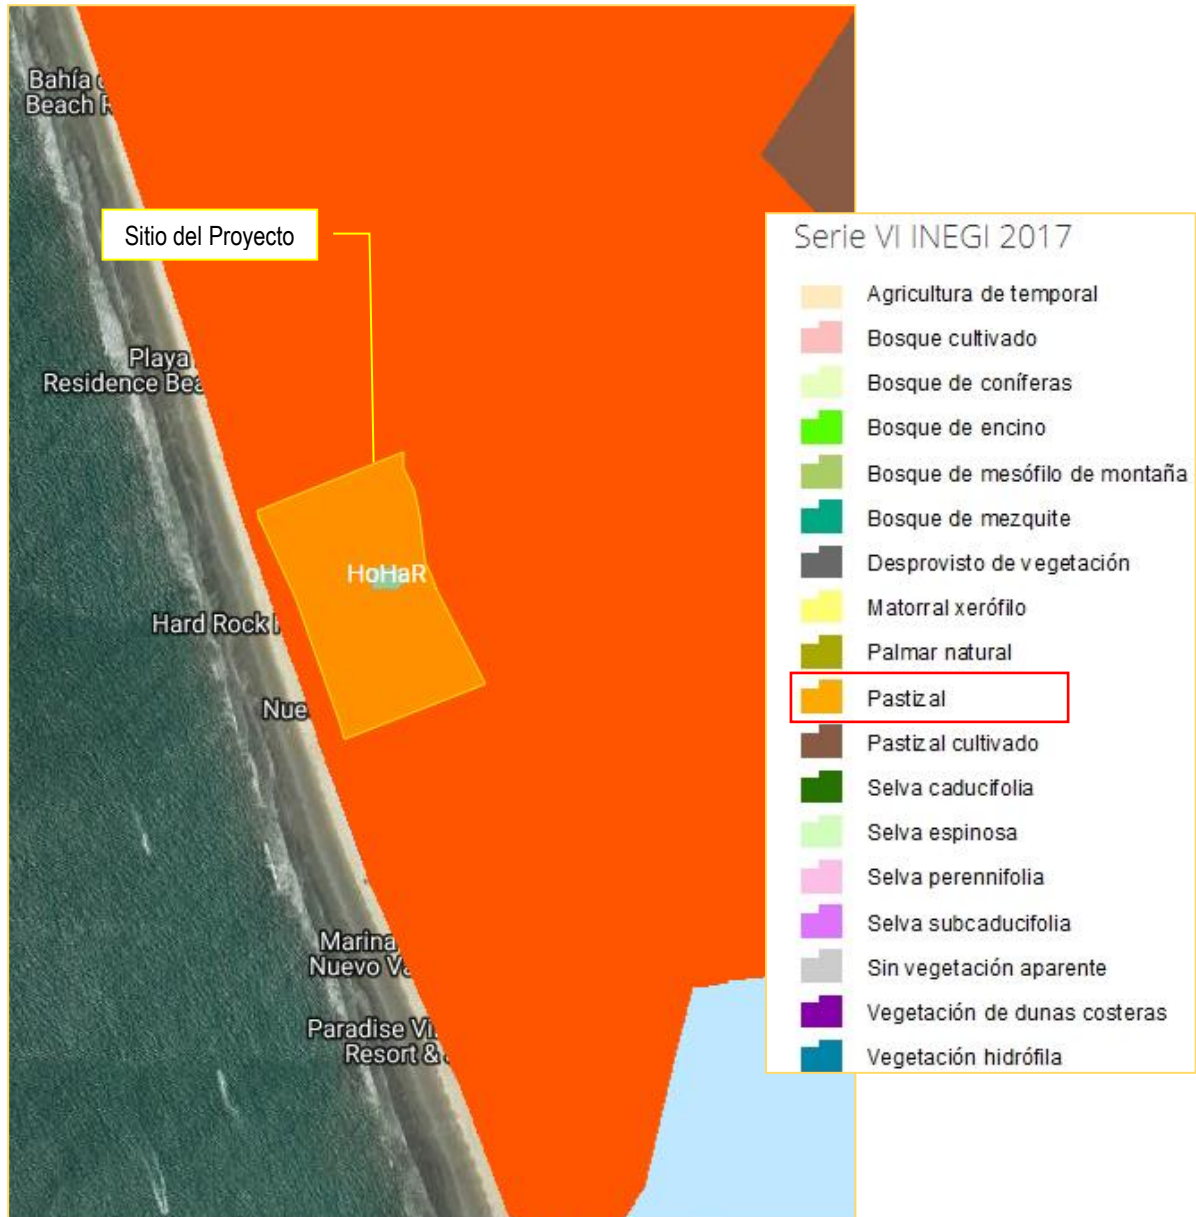 Bahía
Beach
Sitio del Proyecto
Playa
Residence
HoHaR
Hard Rock
Marina
Nuevo
Paradise
Resort &
Serie VI INEGI 2017
Agricultura de temporal
Bosque cultivado
Bosque de coníferas
Bosque de encino
Bosque de mesófilo de montaña
Bosque de mezquite
Desprovisto de vegetación
Matorral xerófilo
Palmar natural
Pastizal
Pastizal cultivado
Selva caducifolia
Selva espinosa
Selva perennifolia
Selva subcaducifolia
Sin vegetación aparente
Vegetación de dunas costeras
Vegetación hidrófila